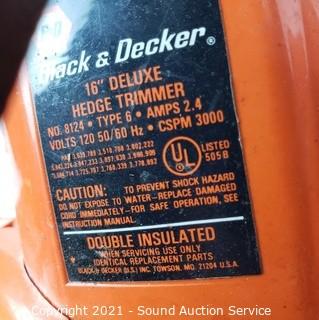 Black & Decker®
16" DELUXE
HEDGE TRIMMER
NO. 8124 • TYPE 6 • AMPS 2.4
VOLTS 120 50/60 Hz • CSPM 3000
UL LISTED
505B
CAUTION: TO PREVENT SHOCK HAZARD
DO NOT EXPOSE TO WATER-REPLACE DAMAGED
CORD IMMEDIATELY-FOR SAFE OPERATION, SEE
INSTRUCTION MANUAL.
DOUBLE INSULATED
WHEN SERVICING USE ONLY
IDENTICAL REPLACEMENT PARTS
BLACK & DECKER (U.S.) INC. TOWSON, MD. 21204 U.S.A.
Copyright 2021 - Sound Auction Service